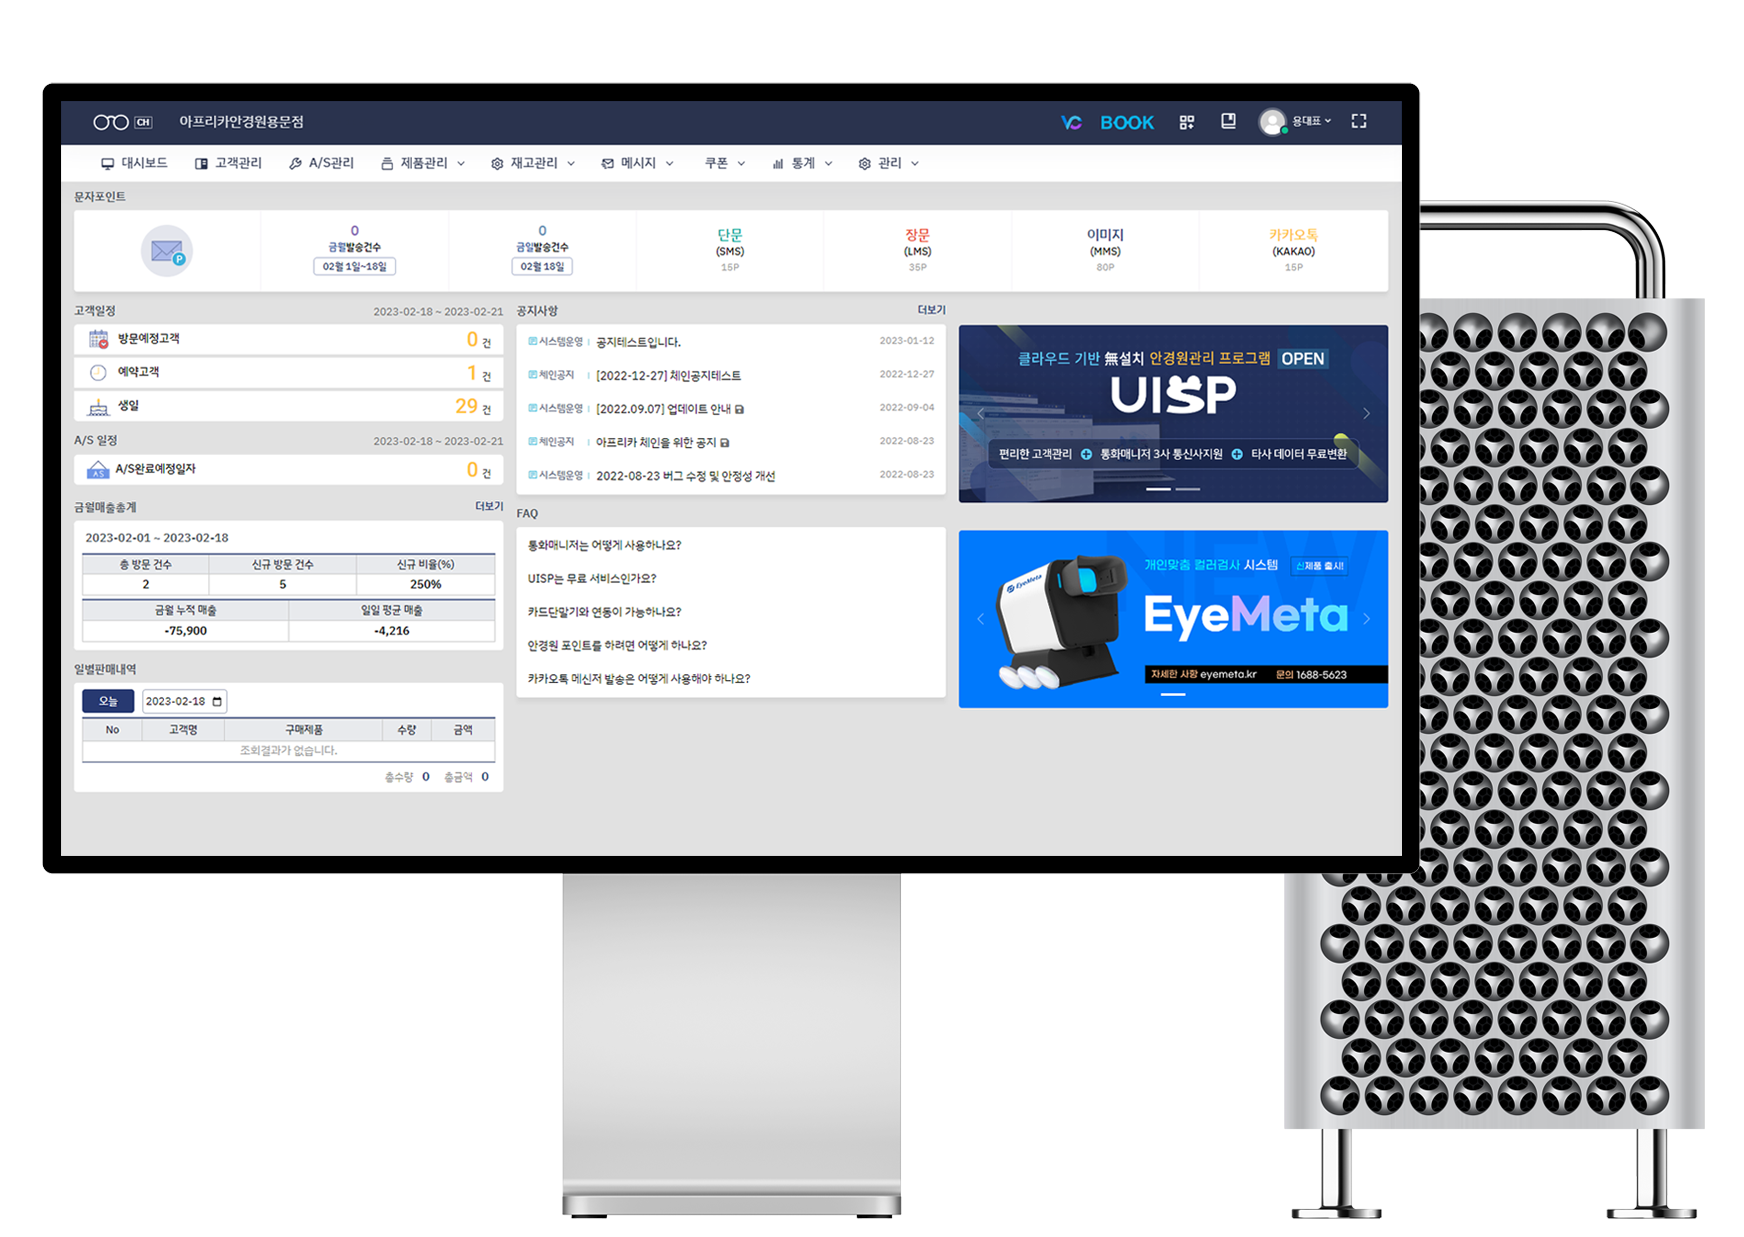 CH 아프리카안경원용문점
BOOK 용대표
대시보드 고객관리 A/S관리 제품관리 재고관리 메시지 쿠폰 통계 관리
문자포인트
P
0
금월발송건수
02월 1일~18일
0
금일발송건수
02월 18일
단문
(SMS)
15P
장문
(LMS)
35P
이미지
(MMS)
80P
카카오톡
(KAKAO)
15P
고객일정 2023-02-18 ~ 2023-02-21
방문예정고객 0 건
예약고객 1 건
생일 29 건
A/S 일정 2023-02-18 ~ 2023-02-21
AS A/S완료예정일자 0 건
금월매출총계 더보기
2023-02-01 ~ 2023-02-18
총 방문 건수 신규 방문 건수 신규 비율(%)
2 5 250%
금월 누적 매출 일일 평균 매출
-75,900 -4,216
일별판매내역
오늘 2023-02-18
No 고객명 구매제품 수량 금액
조회결과가 없습니다.
총수량 0 총금액 0
공지사항 더보기
시스템운영 공지테스트입니다. 2023-01-12
체인공지 [2022-12-27] 체인공지테스트 2022-12-27
시스템운영 [2022.09.07] 업데이트 안내 2022-09-04
체인공지 아프리카 체인을 위한 공지 2022-08-23
시스템운영 2022-08-23 버그 수정 및 안정성 개선 2022-08-23
FAQ
통화매니저는 어떻게 사용하나요?
UISP는 무료 서비스인가요?
카드단말기와 연동이 가능하나요?
안경원 포인트를 하려면 어떻게 하나요?
카카오톡 메신저 발송은 어떻게 사용해야 하나요?
클라우드 기반 無설치 안경원관리 프로그램 OPEN
UISP
편리한 고객관리 통화매니저 3사 통신사지원 타사 데이터 무료변환
NEW
개인맞춤 컬러검사 시스템 신제품 출시!
EyeMeta
EyeMeta
자세한 사항 eyemeta.kr 문의 1688-5623